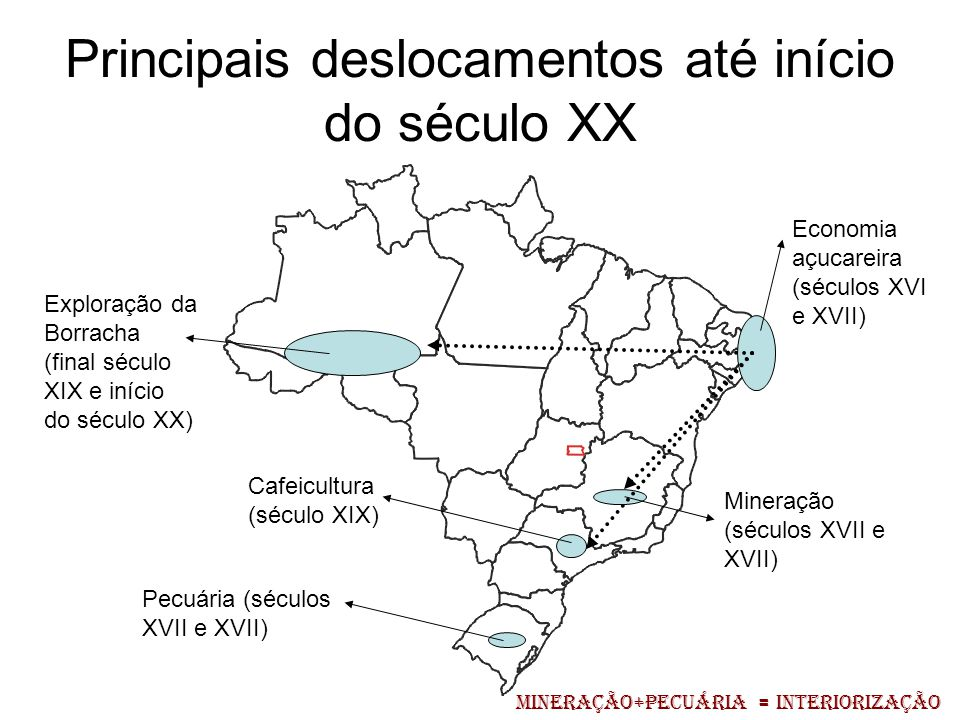 Principais deslocamentos até início
do século XX
Economia
açucareira
(séculos XVI
e XVII)
Exploração da
Borracha
(final século
XIX e início
do século XX)
Cafeicultura
(século XIX)
Mineração
(séculos XVII e
XVII)
Pecuária (séculos
XVII e XVII)
MINERAÇÃO+PECUÁRIA = INTERIORIZAÇÃO